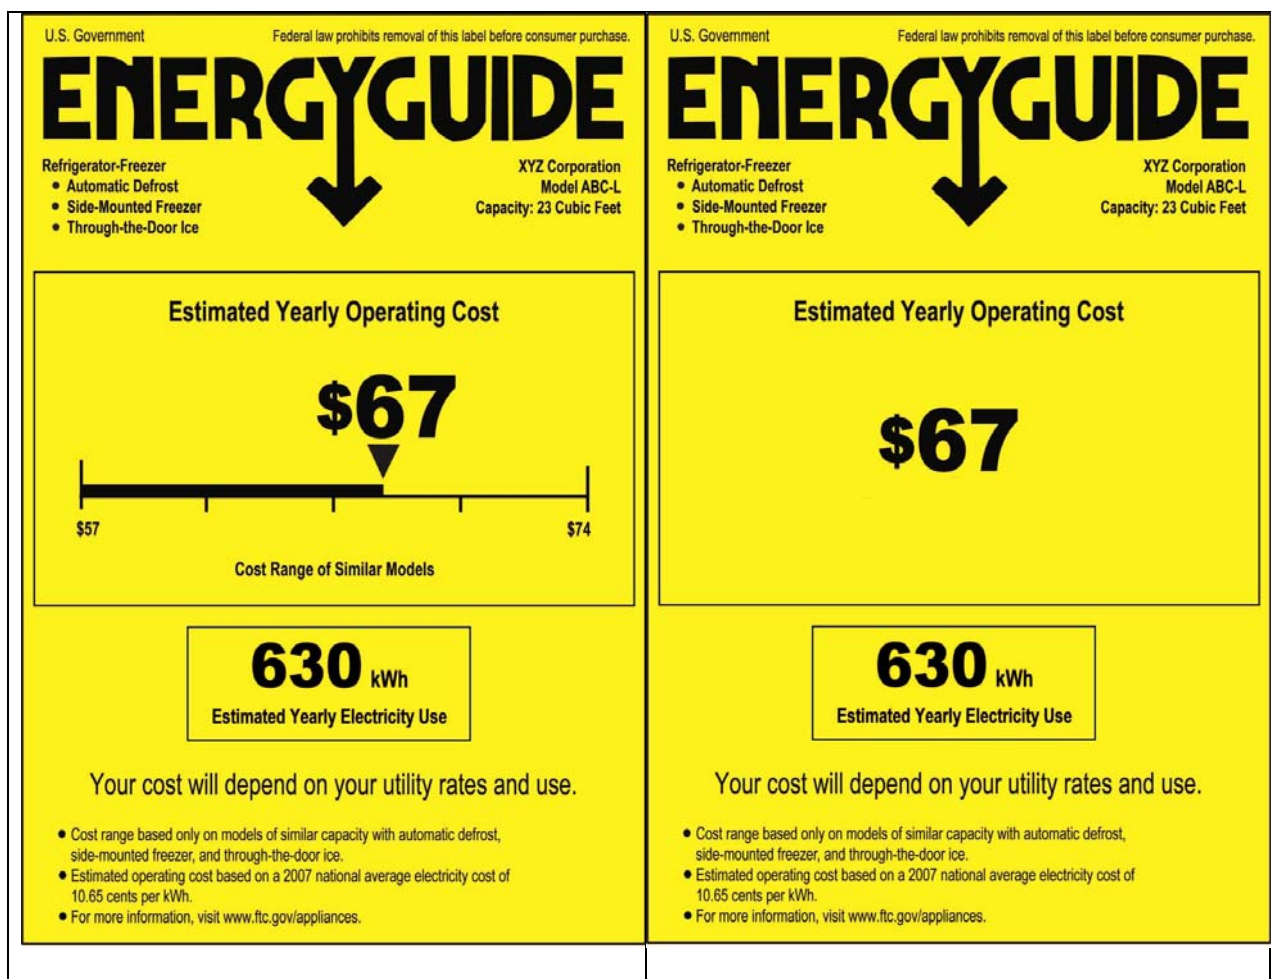 U.S. Government
Federal law prohibits removal of this label before consumer purchase.
ENERGYGUIDE
Refrigerator-Freezer
• Automatic Defrost
• Side-Mounted Freezer
• Through-the-Door Ice
XYZ Corporation
Model ABC-L
Capacity: 23 Cubic Feet
Estimated Yearly Operating Cost
$67
$57
$74
Cost Range of Similar Models
630 kWh
Estimated Yearly Electricity Use
Your cost will depend on your utility rates and use.
• Cost range based only on models of similar capacity with automatic defrost,
side-mounted freezer, and through-the-door ice.
• Estimated operating cost based on a 2007 national average electricity cost of
10.65 cents per kWh.
• For more information, visit www.ftc.gov/appliances.
U.S. Government
Federal law prohibits removal of this label before consumer purchase.
ENERGYGUIDE
Refrigerator-Freezer
• Automatic Defrost
• Side-Mounted Freezer
• Through-the-Door Ice
XYZ Corporation
Model ABC-L
Capacity: 23 Cubic Feet
Estimated Yearly Operating Cost
$67
630 kWh
Estimated Yearly Electricity Use
Your cost will depend on your utility rates and use.
• Cost range based only on models of similar capacity with automatic defrost,
side-mounted freezer, and through-the-door ice.
• Estimated operating cost based on a 2007 national average electricity cost of
10.65 cents per kWh.
• For more information, visit www.ftc.gov/appliances.